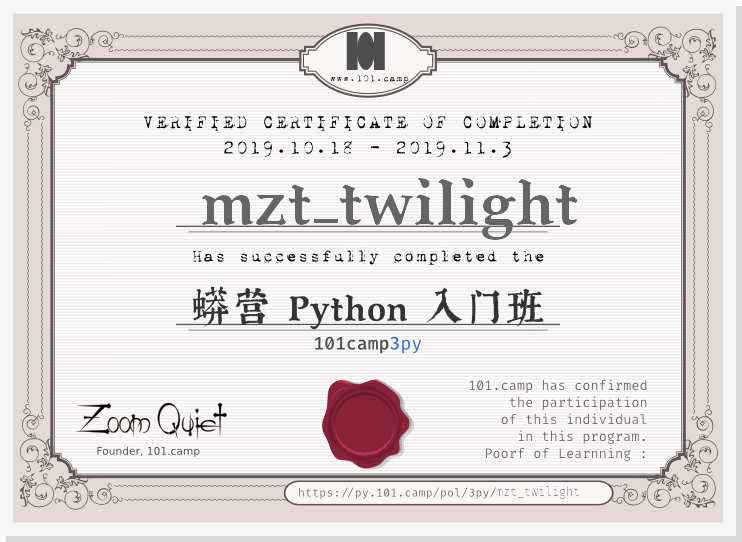 101
www.101.camp
VERIFIED CERTIFICATE OF COMPLETION
2019.10.18 - 2019.11.3
mzt_twilight
Has successfully completed the
蟒营 Python 入门班
101camp3py
Zoom Quiet
Founder, 101.camp
101.camp has confirmed
the participation
of this individual
in this program.
Poorf of Learnning :
https://py.101.camp/pol/3py/mzt_twilight